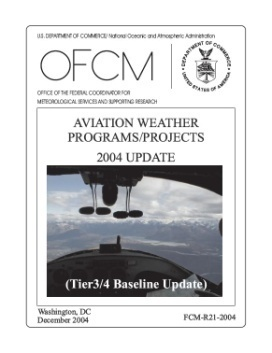 U.S. DEPARTMENT OF COMMERCE/ National Oceanic and Atmospheric Administration
OFCM
DEPARTMENT OF COMMERCE
UNITED STATES OF AMERICA
OFFICE OF THE FEDERAL COORDINATOR FOR
METEOROLOGICAL SERVICES AND SUPPORTING RESEARCH
AVIATION WEATHER
PROGRAMS/PROJECTS
2004 UPDATE
(Tier3/4 Baseline Update)
Washington, DC
December 2004
FCM-R21-2004